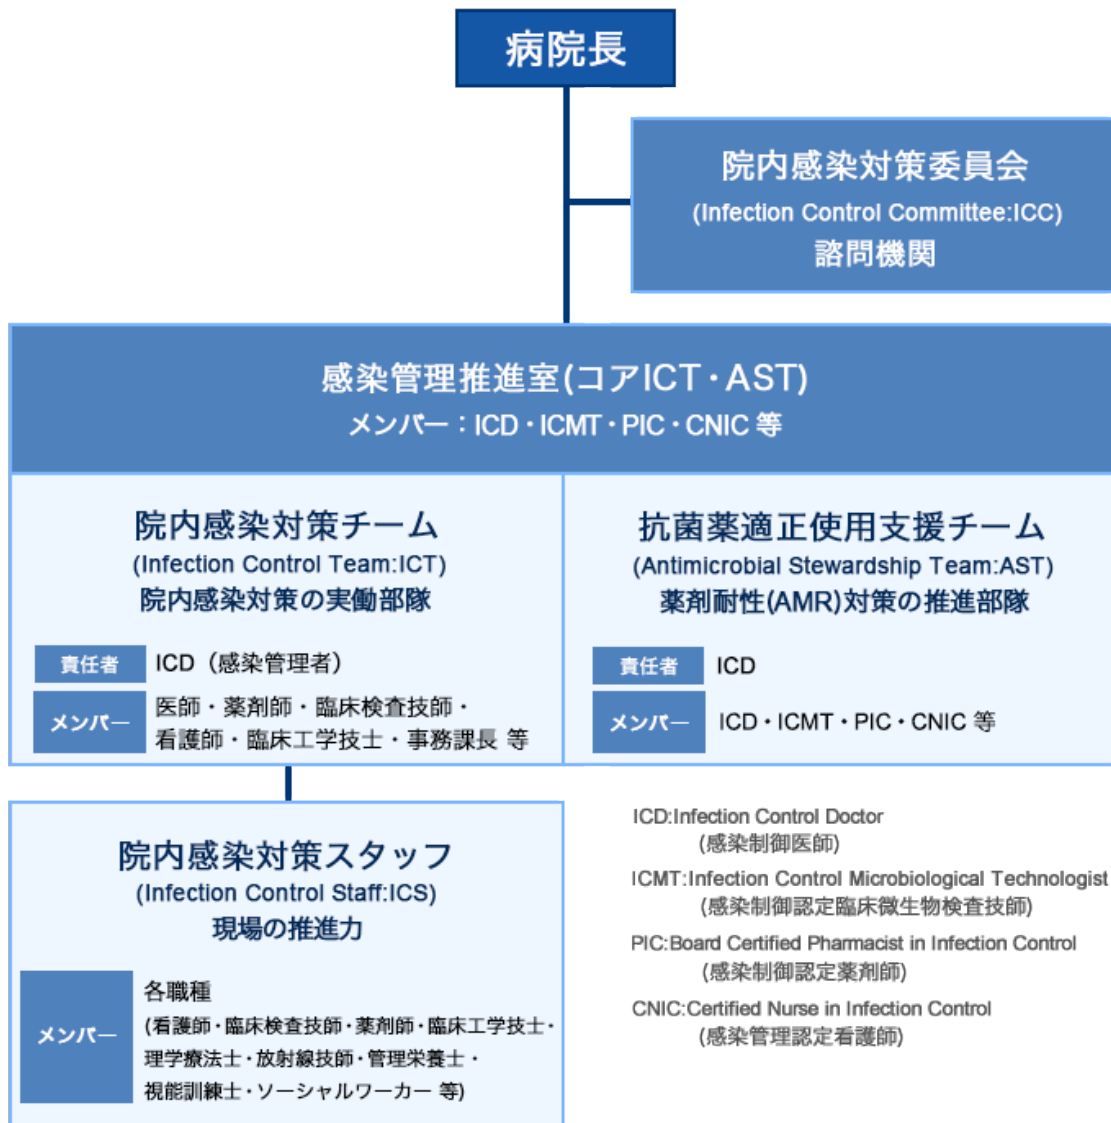 病院長
院内感染対策委員会
(Infection Control Committee:ICC)
諮問機関
感染管理推進室(コアICT・AST)
メンバー：ICD・ICMT・PIC・CNIC 等
院内感染対策チーム
(Infection Control Team:ICT)
院内感染対策の実働部隊
責任者 ICD（感染管理者）
メンバー 医師・薬剤師・臨床検査技師・
看護師・臨床工学技士・事務課長 等
抗菌薬適正使用支援チーム
(Antimicrobial Stewardship Team:AST)
薬剤耐性(AMR)対策の推進部隊
責任者 ICD
メンバー ICD・ICMT・PIC・CNIC 等
院内感染対策スタッフ
(Infection Control Staff:ICS)
現場の推進力
メンバー 各職種
(看護師・臨床検査技師・薬剤師・臨床工学技士・
理学療法士・放射線技師・管理栄養士・
視能訓練士・ソーシャルワーカー 等)
ICD:Infection Control Doctor
(感染制御医師)
ICMT:Infection Control Microbiological Technologist
(感染制御認定臨床微生物検査技師)
PIC:Board Certified Pharmacist in Infection Control
(感染制御認定薬剤師)
CNIC:Certified Nurse in Infection Control
(感染管理認定看護師)